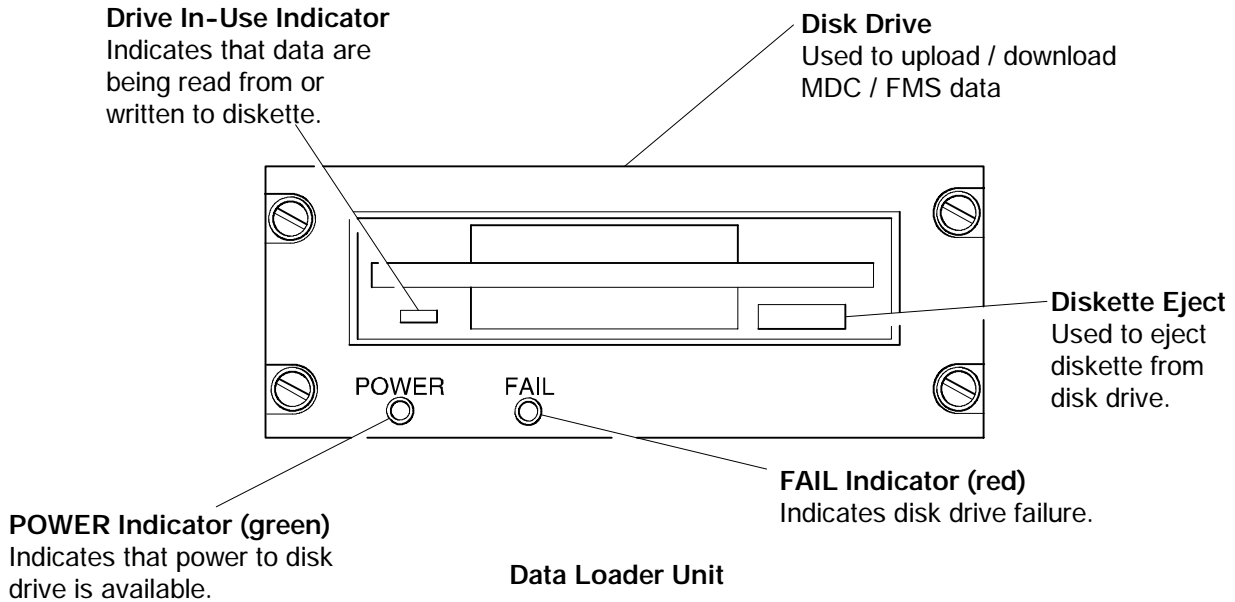 Drive In-Use Indicator
Indicates that data are
being read from or
written to diskette.
Disk Drive
Used to upload / download
MDC / FMS data
Diskette Eject
Used to eject
diskette from
disk drive.
POWER
FAIL
FAIL Indicator (red)
Indicates disk drive failure.
POWER Indicator (green)
Indicates that power to disk
drive is available.
Data Loader Unit